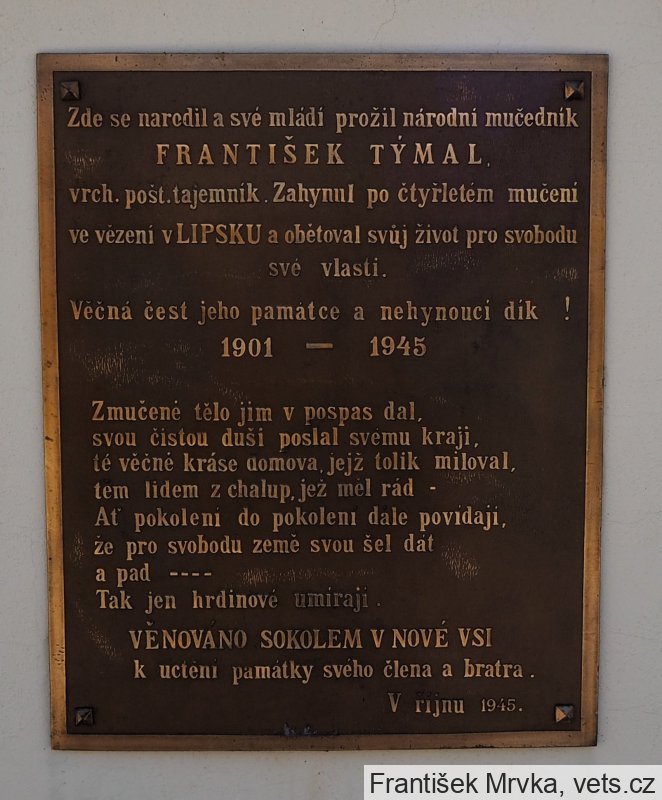 Zde se narodil a své mládí prožil národní mučedník
FRANTIŠEK TÝMAL,
vrch. pošt. tajemník. Zahynul po čtyřletém mučení
ve vězení v LIPSKU a obětoval svůj život pro svobodu
své vlasti.
Věčná čest jeho památce a nehynoucí dík !
1901 — 1945
Zmučené tělo jim v pospas dal,
svou čistou duši poslal svému kraji,
té věčné kráse domova, jejž tolik miloval,
těm lidem z chalup, jež měl rád -
Ať pokolení do pokolení dále povídají,
že pro svobodu země svou šel dát
a pad ----
Tak jen hrdinové umírají.
VĚNOVÁNO SOKOLEM V NOVÉ VSI
k uctění památky svého člena a bratra.
V říjnu 1945.
František Mrvka, vets.cz